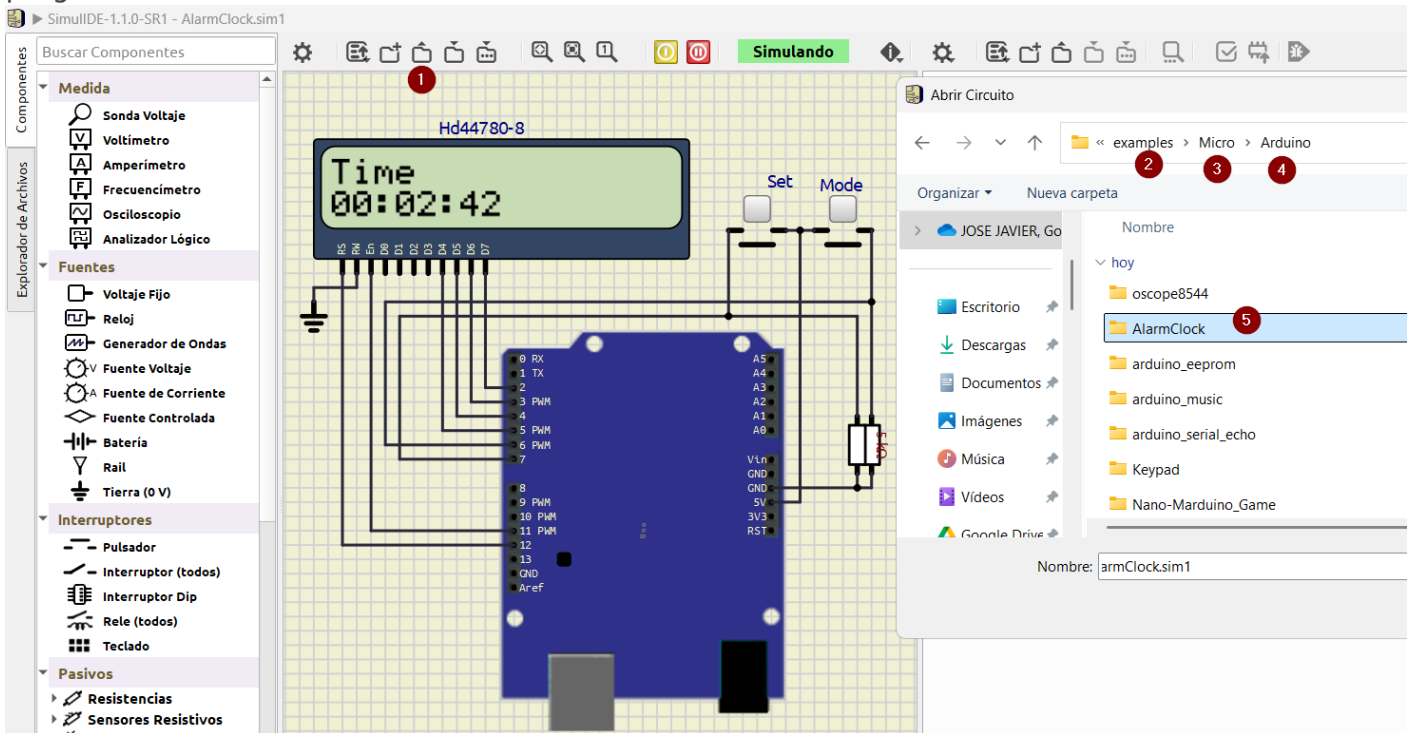 SimulIDE-1.1.0-SR1 - AlarmClock.sim1
Componentes
Explorador de Archivos
Buscar Componentes
Medida
Sonda Voltaje
Voltímetro
Amperímetro
Frecuencímetro
Osciloscopio
Analizador Lógico
Fuentes
Voltaje Fijo
Reloj
Generador de Ondas
Fuente Voltaje
Fuente de Corriente
Fuente Controlada
Batería
Rail
Tierra (0 V)
Interruptores
Pulsador
Interruptor (todos)
Interruptor Dip
Rele (todos)
Teclado
Pasivos
Resistencias
Sensores Resistivos
Simulando
1
Hd44780-8
Time
00:02:42
RS RW En D0 D1 D2 D3 D4 D5 D6 D7
Set Mode
0 RX
1 TX
2
3 PWM
4
5 PWM
6 PWM
7
8
9 PWM
10 PWM
11 PWM
12
13
GND
Aref
A5
A4
A3
A2
A1
A0
Vin
GND
GND
5V
3V3
RST
Uno
Abrir Circuito
« examples > Micro > Arduino
2 3 4
Organizar Nueva carpeta
JOSE JAVIER, Go
Escritorio
Descargas
Documentos
Imágenes
Música
Vídeos
Google Drive
Nombre
hoy
oscope8544
AlarmClock
5
arduino_eeprom
arduino_music
arduino_serial_echo
Keypad
Nano-Marduino_Game
Nombre: armClock.sim1